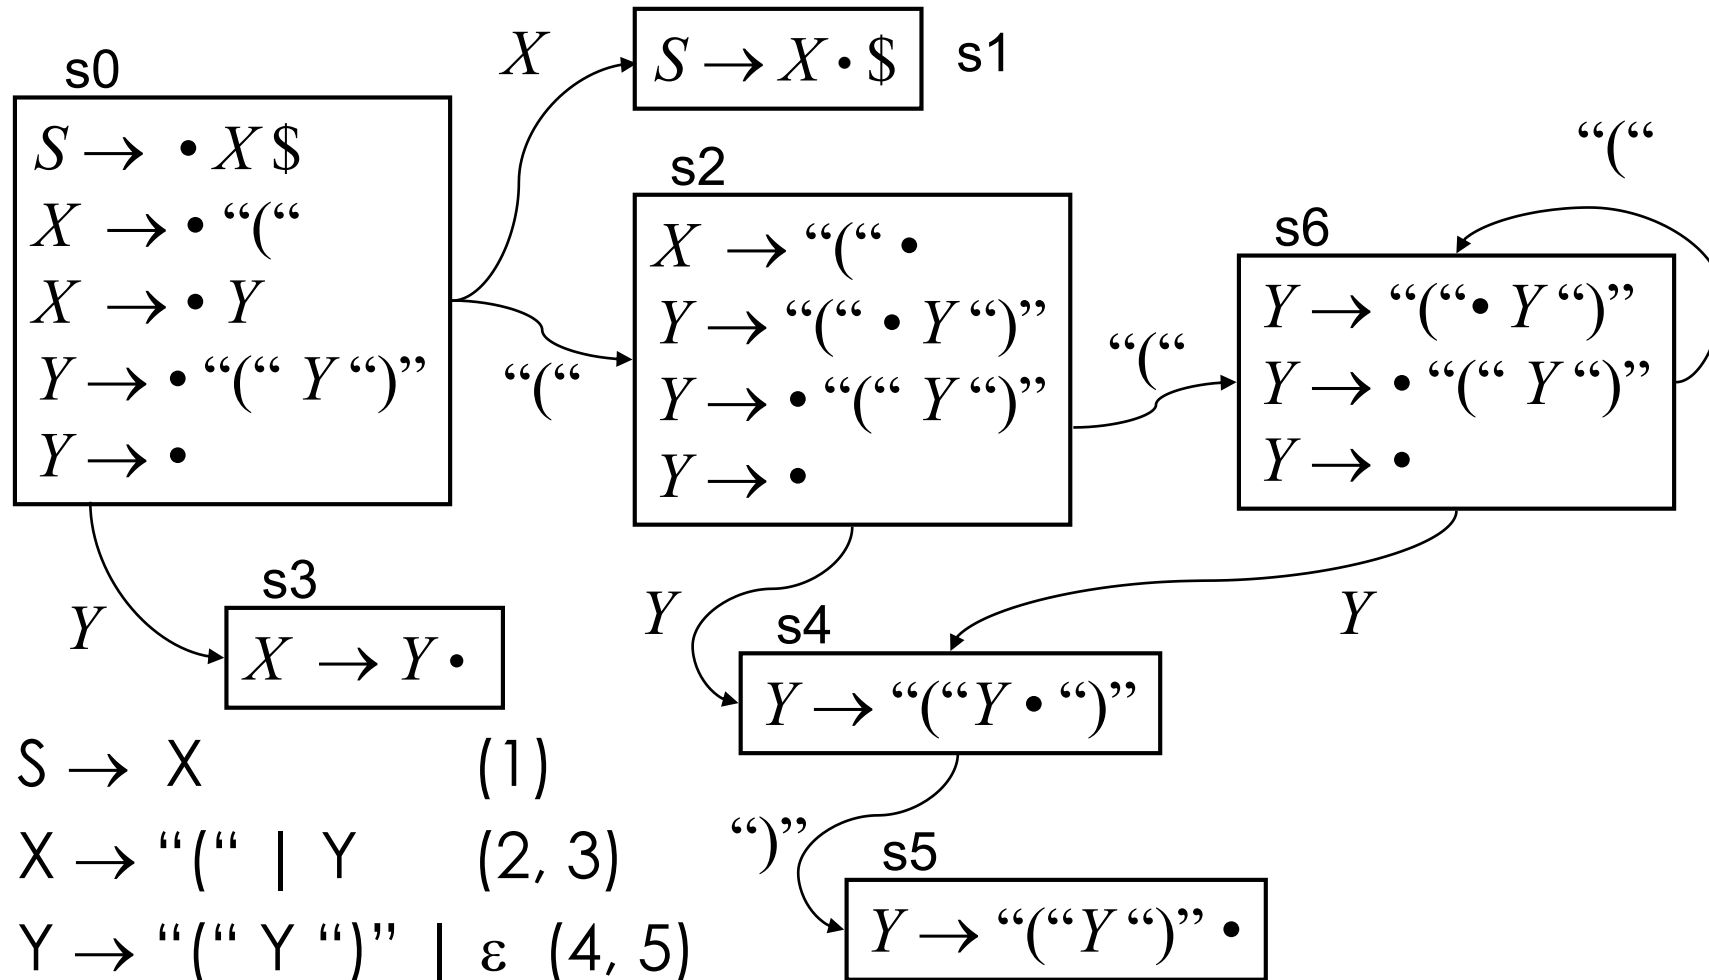 s0
S → • X $
X → • “(“
X → • Y
Y → • “(“ Y “)”
Y → •
X
S → X • $
s1
“(“
s2
X → “(“ •
Y → “(“ • Y “)”
Y → • “(“ Y “)”
Y → •
“(“
s6
Y → “(“ • Y “)”
Y → • “(“ Y “)”
Y → •
“(“
Y
s3
X → Y •
Y
s4
Y → “(“ Y • “)”
Y
“)”
s5
Y → “(“ Y “)” •
S → X (1)
X → “(“ | Y (2, 3)
Y → “(“ Y “)” | ε (4, 5)